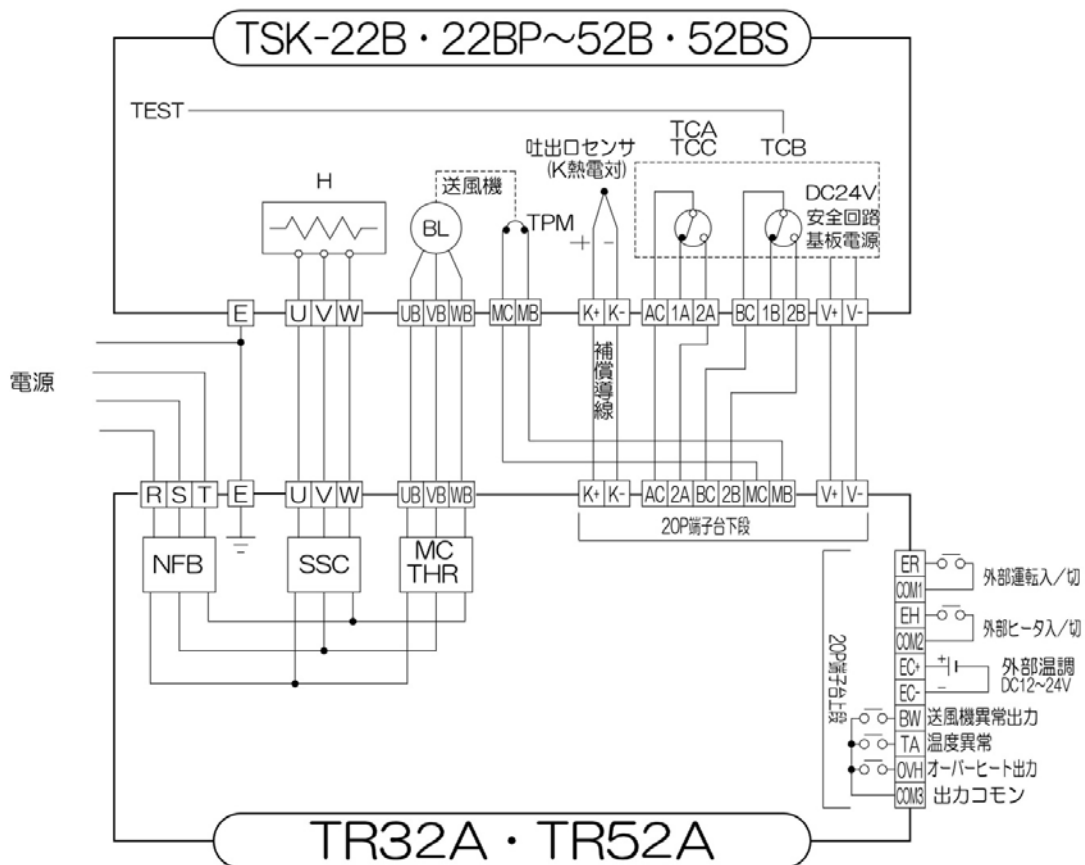 TSK-22B・22BP～52B・52BS
TEST
TCA
TCC
TCB
吐出口センサ
(K熱電対)
送風機
H
BL
TPM
+ -
DC24V
安全回路
基板電源
E U V W UB VB WB MC MB K+ K- AC 1A 2A BC 1B 2B V+ V-
補償導線
電源
R S T E U V W UB VB WB K+ K- AC 2A BC 2B MC MB V+ V-
20P端子台下段
NFB
SSC
MC
THR
20P端子台上段
ER
COM1
外部運転入/切
EH
COM2
外部ヒータ入/切
EC+
+
外部温調
DC12~24V
EC-
-
BW 送風機異常出力
TA 温度異常
OVH オーバーヒート出力
COM3 出力コモン
TR32A・TR52A